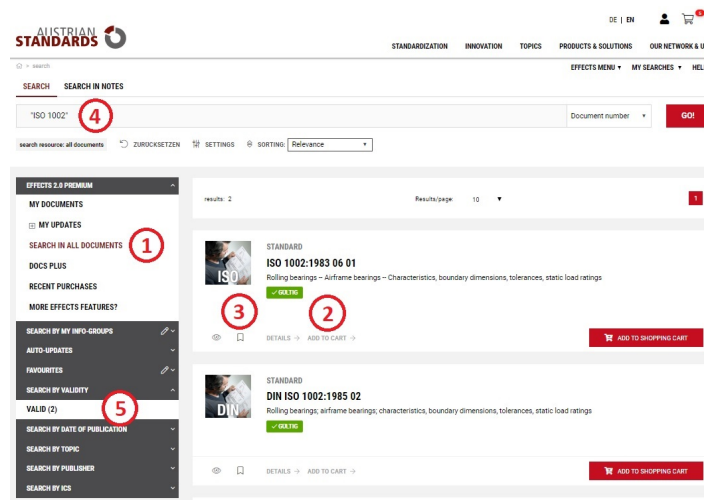 DE | EN
0
AUSTRIAN
STANDARDS
STANDARDIZATION INNOVATION TOPICS PRODUCTS & SOLUTIONS OUR NETWORK & U
> search
EFFECTS MENU MY SEARCHES HEL
SEARCH SEARCH IN NOTES
"ISO 1002" 4 Document number GO!
search resource: all documents ZURÜCKSETZEN SETTINGS SORTING: Relevance
EFFECTS 2.0 PREMIUM
MY DOCUMENTS
MY UPDATES
SEARCH IN ALL DOCUMENTS 1
DOCS PLUS
RECENT PURCHASES
MORE EFFECTS FEATURES?
SEARCH BY MY INFO-GROUPS
AUTO-UPDATES
FAVOURITES
SEARCH BY VALIDITY
VALID (2) 5
SEARCH BY DATE OF PUBLICATION
SEARCH BY TOPIC
SEARCH BY PUBLISHER
SEARCH BY ICS
results: 2 Results/page: 10 1
ISO
STANDARD
ISO 1002:1983 06 01
Rolling bearings -- Airframe bearings -- Characteristics, boundary dimensions, tolerances, static load ratings
GÜLTIG
3 2
DETAILS → ADD TO CART → ADD TO SHOPPING CART
DIN
STANDARD
DIN ISO 1002:1985 02
Rolling bearings; airframe bearings; characteristics, boundary dimensions, tolerances, static load ratings
GÜLTIG
DETAILS → ADD TO CART → ADD TO SHOPPING CART